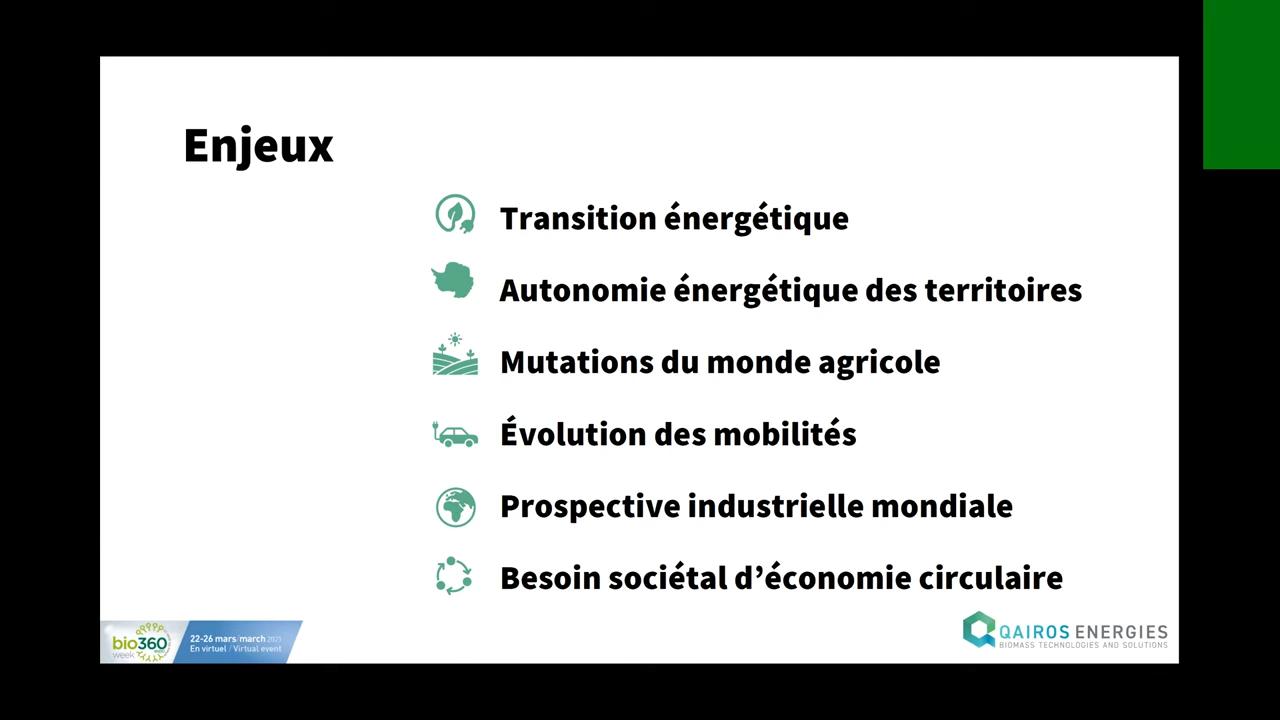 Enjeux
Transition énergétique
Autonomie énergétique des territoires
Mutations du monde agricole
Évolution des mobilités
Prospective industrielle mondiale
Besoin sociétal d’économie circulaire
bio360
week
22-26 mars/march 2021
En virtuel / Virtual event
QAIROS ENERGIES
BIOMASS TECHNOLOGIES AND SOLUTIONS